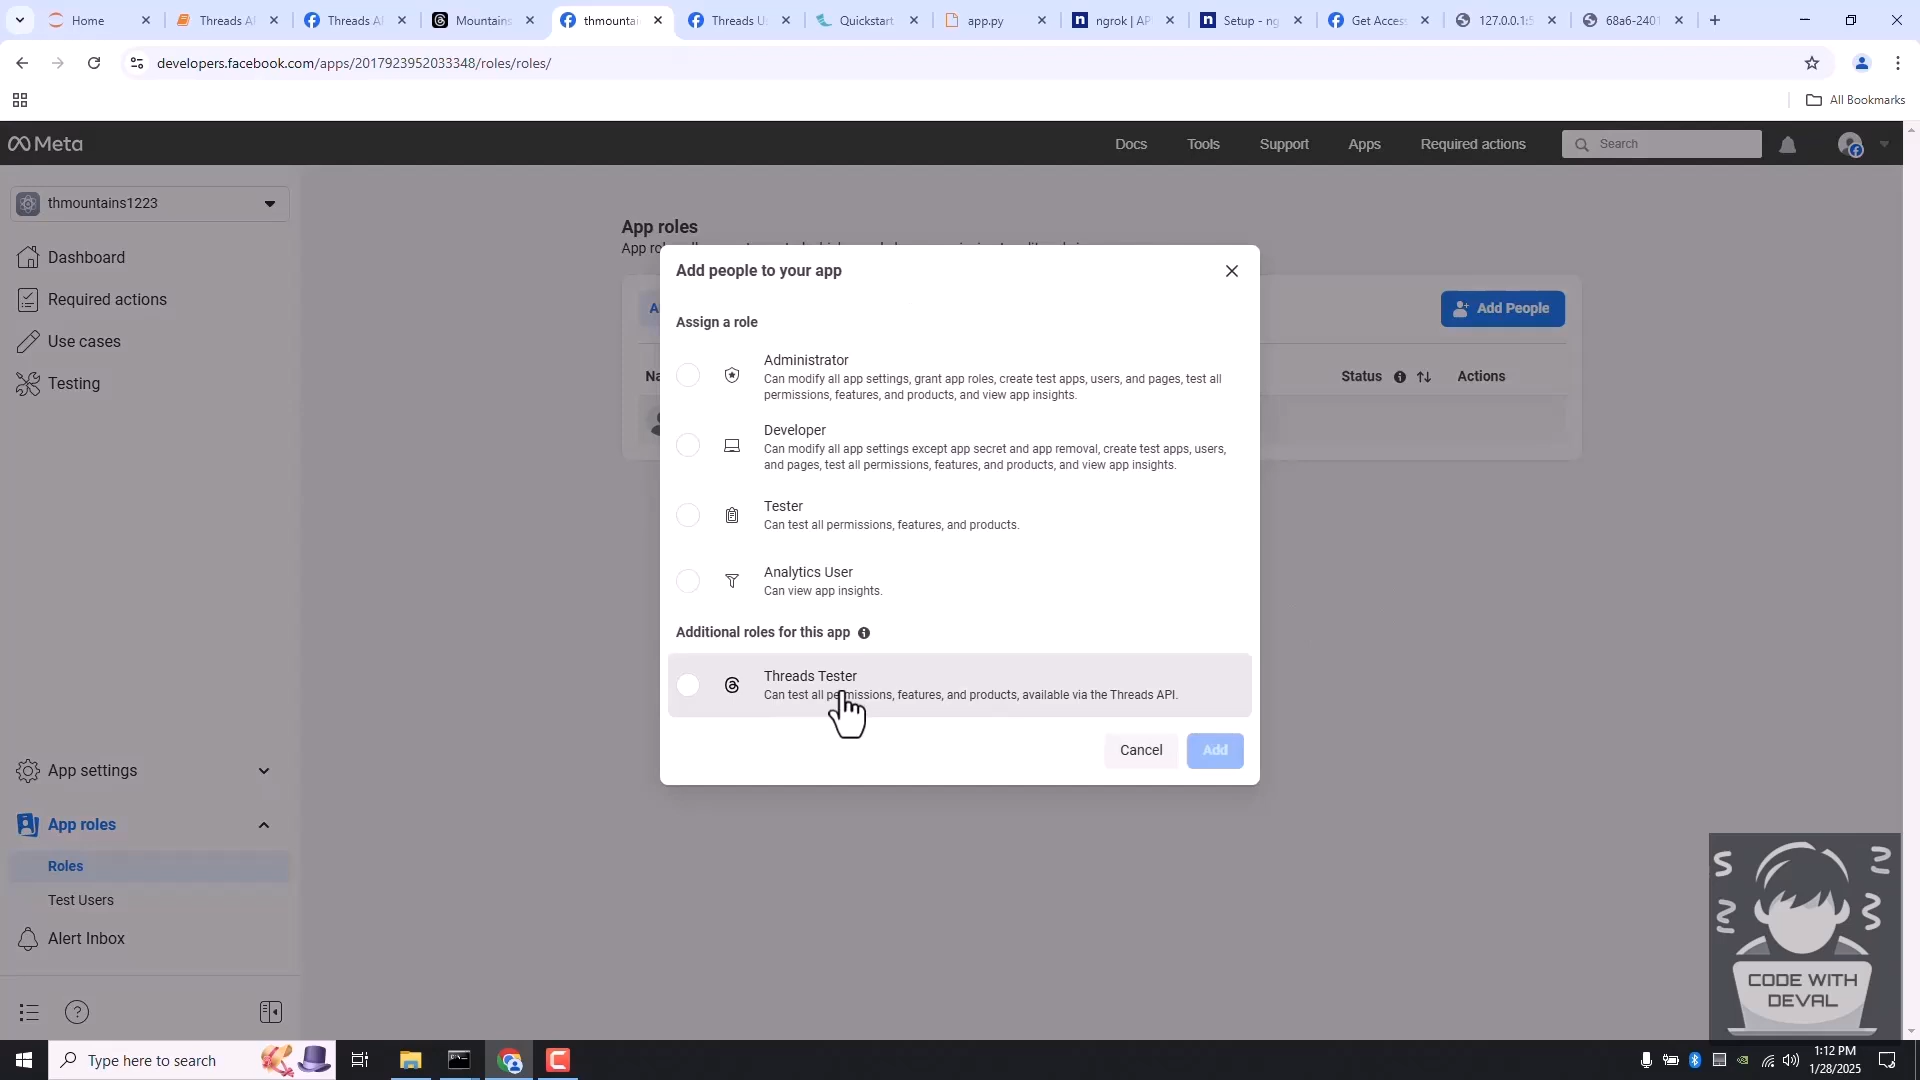 Home
Threads A
Threads A
Mountains
thmountai
Threads U
Quickstart
app.py
ngrok | AP
Setup - ng
Get Acces
127.0.0.1:5
68a6-2401
developers.facebook.com/apps/2017923952033348/roles/roles/
All Bookmarks
Meta
Docs
Tools
Support
Apps
Required actions
Search
thmountains1223
Dashboard
Required actions
Use cases
Testing
App settings
App roles
Roles
Test Users
Alert Inbox
App roles
Add People
Status
Actions
Add people to your app
Assign a role
Administrator
Can modify all app settings, grant app roles, create test apps, users, and pages, test all
permissions, features, and products, and view app insights.
Developer
Can modify all app settings except app secret and app removal, create test apps, users,
and pages, test all permissions, features, and products, and view app insights.
Tester
Can test all permissions, features, and products.
Analytics User
Can view app insights.
Additional roles for this app
Threads Tester
Can test all permissions, features, and products, available via the Threads API.
Cancel
Add
CODE WITH
DEVAL
Type here to search
1:12 PM
1/28/2025